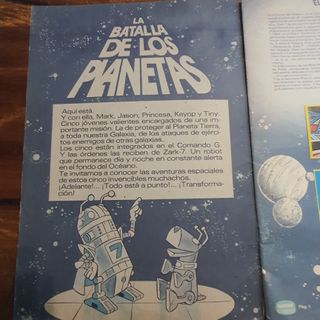 LA
BATALLA
DE LOS
PLANETAS
Aquí está.
Y con ella, Mark, Jason, Princesa, Keyop y Tiny.
Cinco jóvenes valientes encargados de una im-
portante misión. La de proteger al Planeta Tierra,
a toda nuestra Galaxia, de los ataques de ejérci-
tos enemigos de otras galaxias.
Los cinco están integrados en el Comando G.
Y las órdenes las reciben de Zark-7. Un robot
que permanece día y noche en constante alerta
en el fondo del Océano.
Te invitamos a conocer las aventuras espaciales
de estos cinco invencibles muchachos.
¡Adelante!... ¡Todo está a punto!... ¡Transforma-
ción!
7
EL